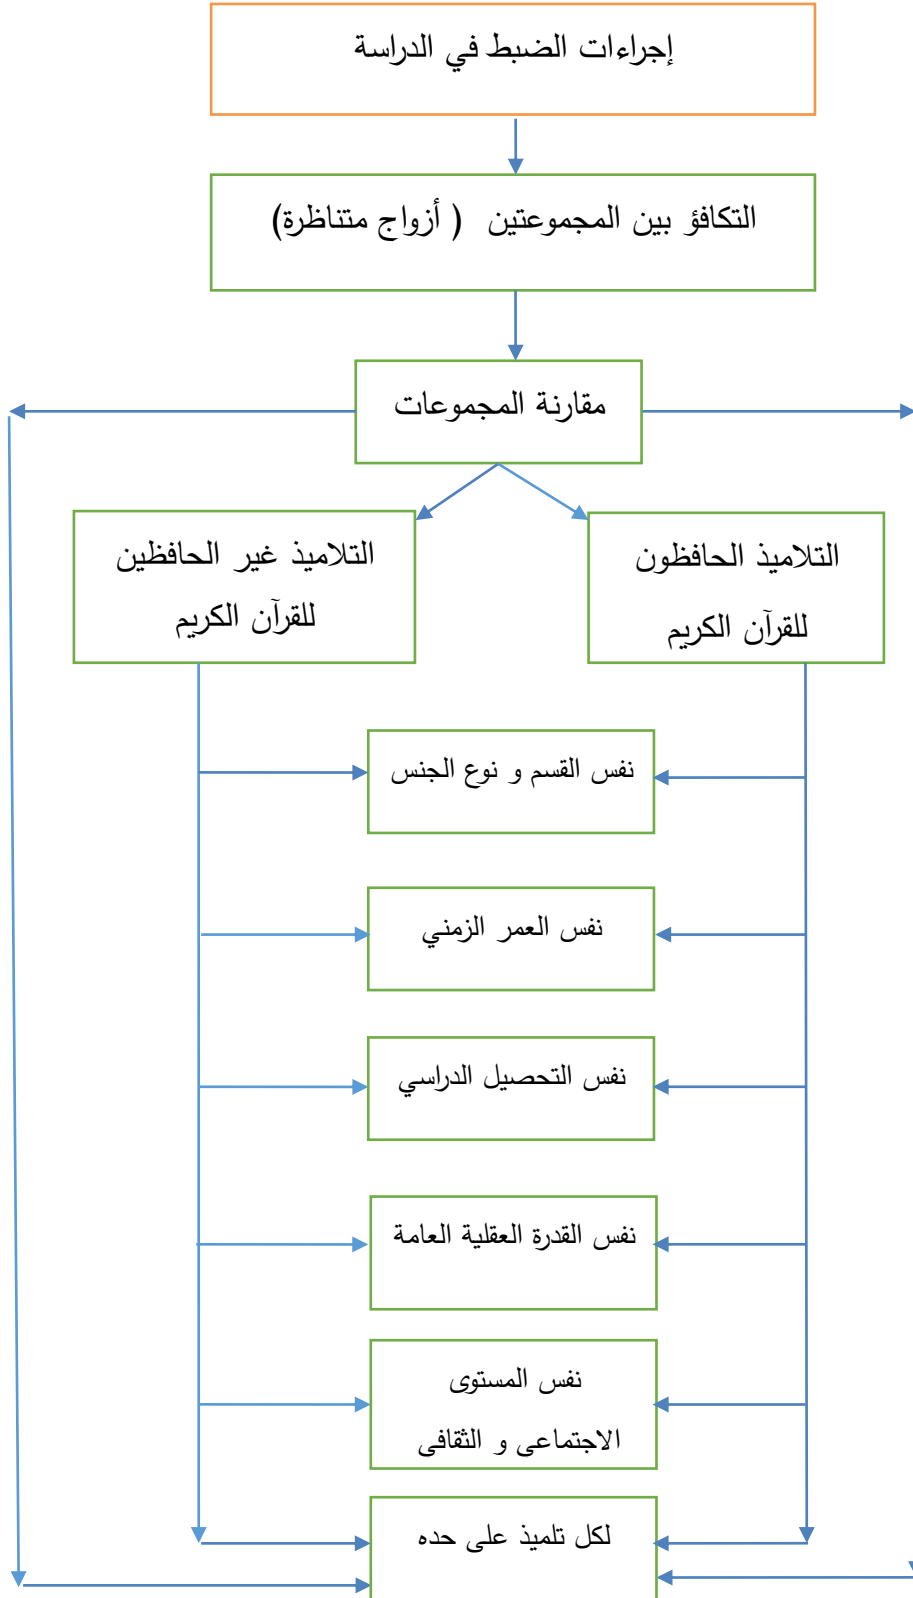 إجراءات الضبط في الدراسة
التكافؤ بين المجموعتين ( أزواج متناظرة)
مقارنة المجموعات
التلاميذ الحافظون
للقرآن الكريم
التلاميذ غير الحافظين
للقرآن الكريم
نفس القسم و نوع الجنس
نفس العمر الزمني
نفس التحصيل الدراسي
نفس القدرة العقلية العامة
نفس المستوى
الاجتماعي و الثقافي
لكل تلميذ على حده